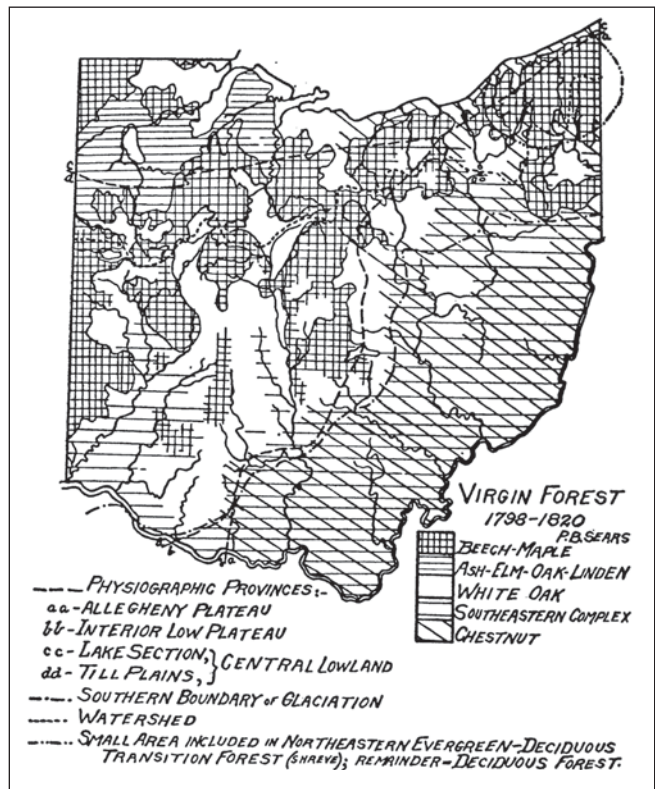 c
a
d
c
d
a
b
b
a
VIRGIN FOREST
1798-1820
P.B.SEARS
BEECH-MAPLE
ASH-ELM-OAK-LINDEN
WHITE OAK
SOUTHEASTERN COMPLEX
CHESTNUT
PHYSIOGRAPHIC PROVINCES:-
aa-ALLEGHENY PLATEAU
bb-INTERIOR LOW PLATEAU
cc-LAKE SECTION, } CENTRAL LOWLAND
dd-TILL PLAINS,
SOUTHERN BOUNDARY of GLACIATION
WATERSHED
SMALL AREA INCLUDED IN NORTHEASTERN EVERGREEN-DECIDUOUS
TRANSITION FOREST (SHREVE); REMAINDER-DECIDUOUS FOREST.